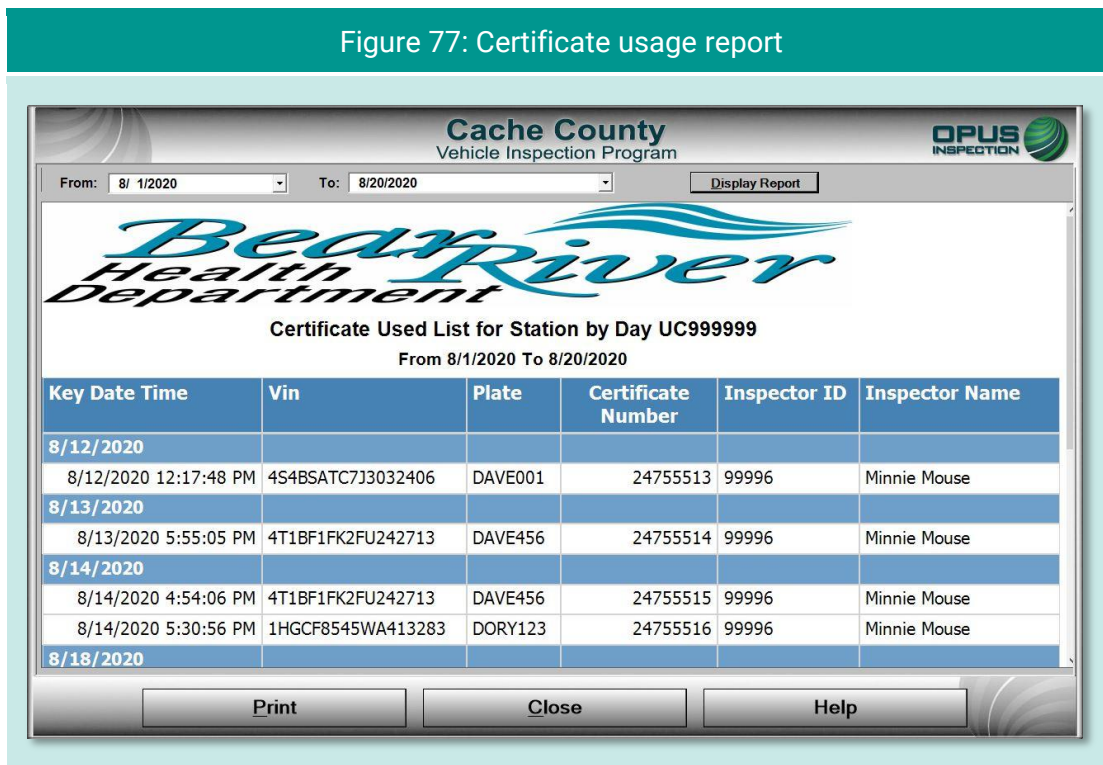 Figure 77: Certificate usage report
Cache County
Vehicle Inspection Program
OPUS
INSPECTION
From: 8/ 1/2020 To: 8/20/2020 Display Report
Bear River
Health
Department
Certificate Used List for Station by Day UC999999
From 8/1/2020 To 8/20/2020
Key Date Time Vin Plate Certificate Number Inspector ID Inspector Name
8/12/2020
8/12/2020 12:17:48 PM 4S4BSATC7J3032406 DAVE001 24755513 99996 Minnie Mouse
8/13/2020
8/13/2020 5:55:05 PM 4T1BF1FK2FU242713 DAVE456 24755514 99996 Minnie Mouse
8/14/2020
8/14/2020 4:54:06 PM 4T1BF1FK2FU242713 DAVE456 24755515 99996 Minnie Mouse
8/14/2020 5:30:56 PM 1HGCF8545WA413283 DORY123 24755516 99996 Minnie Mouse
8/18/2020
Print Close Help